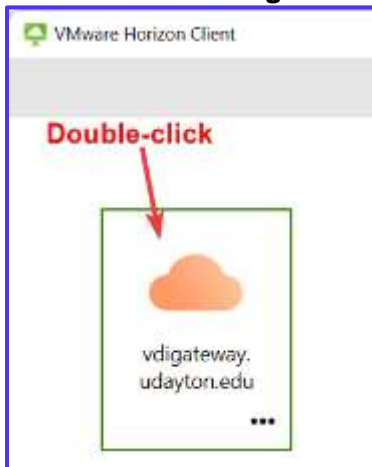 VMware Horizon Client
Double-click
vdigateway.
udayton.edu